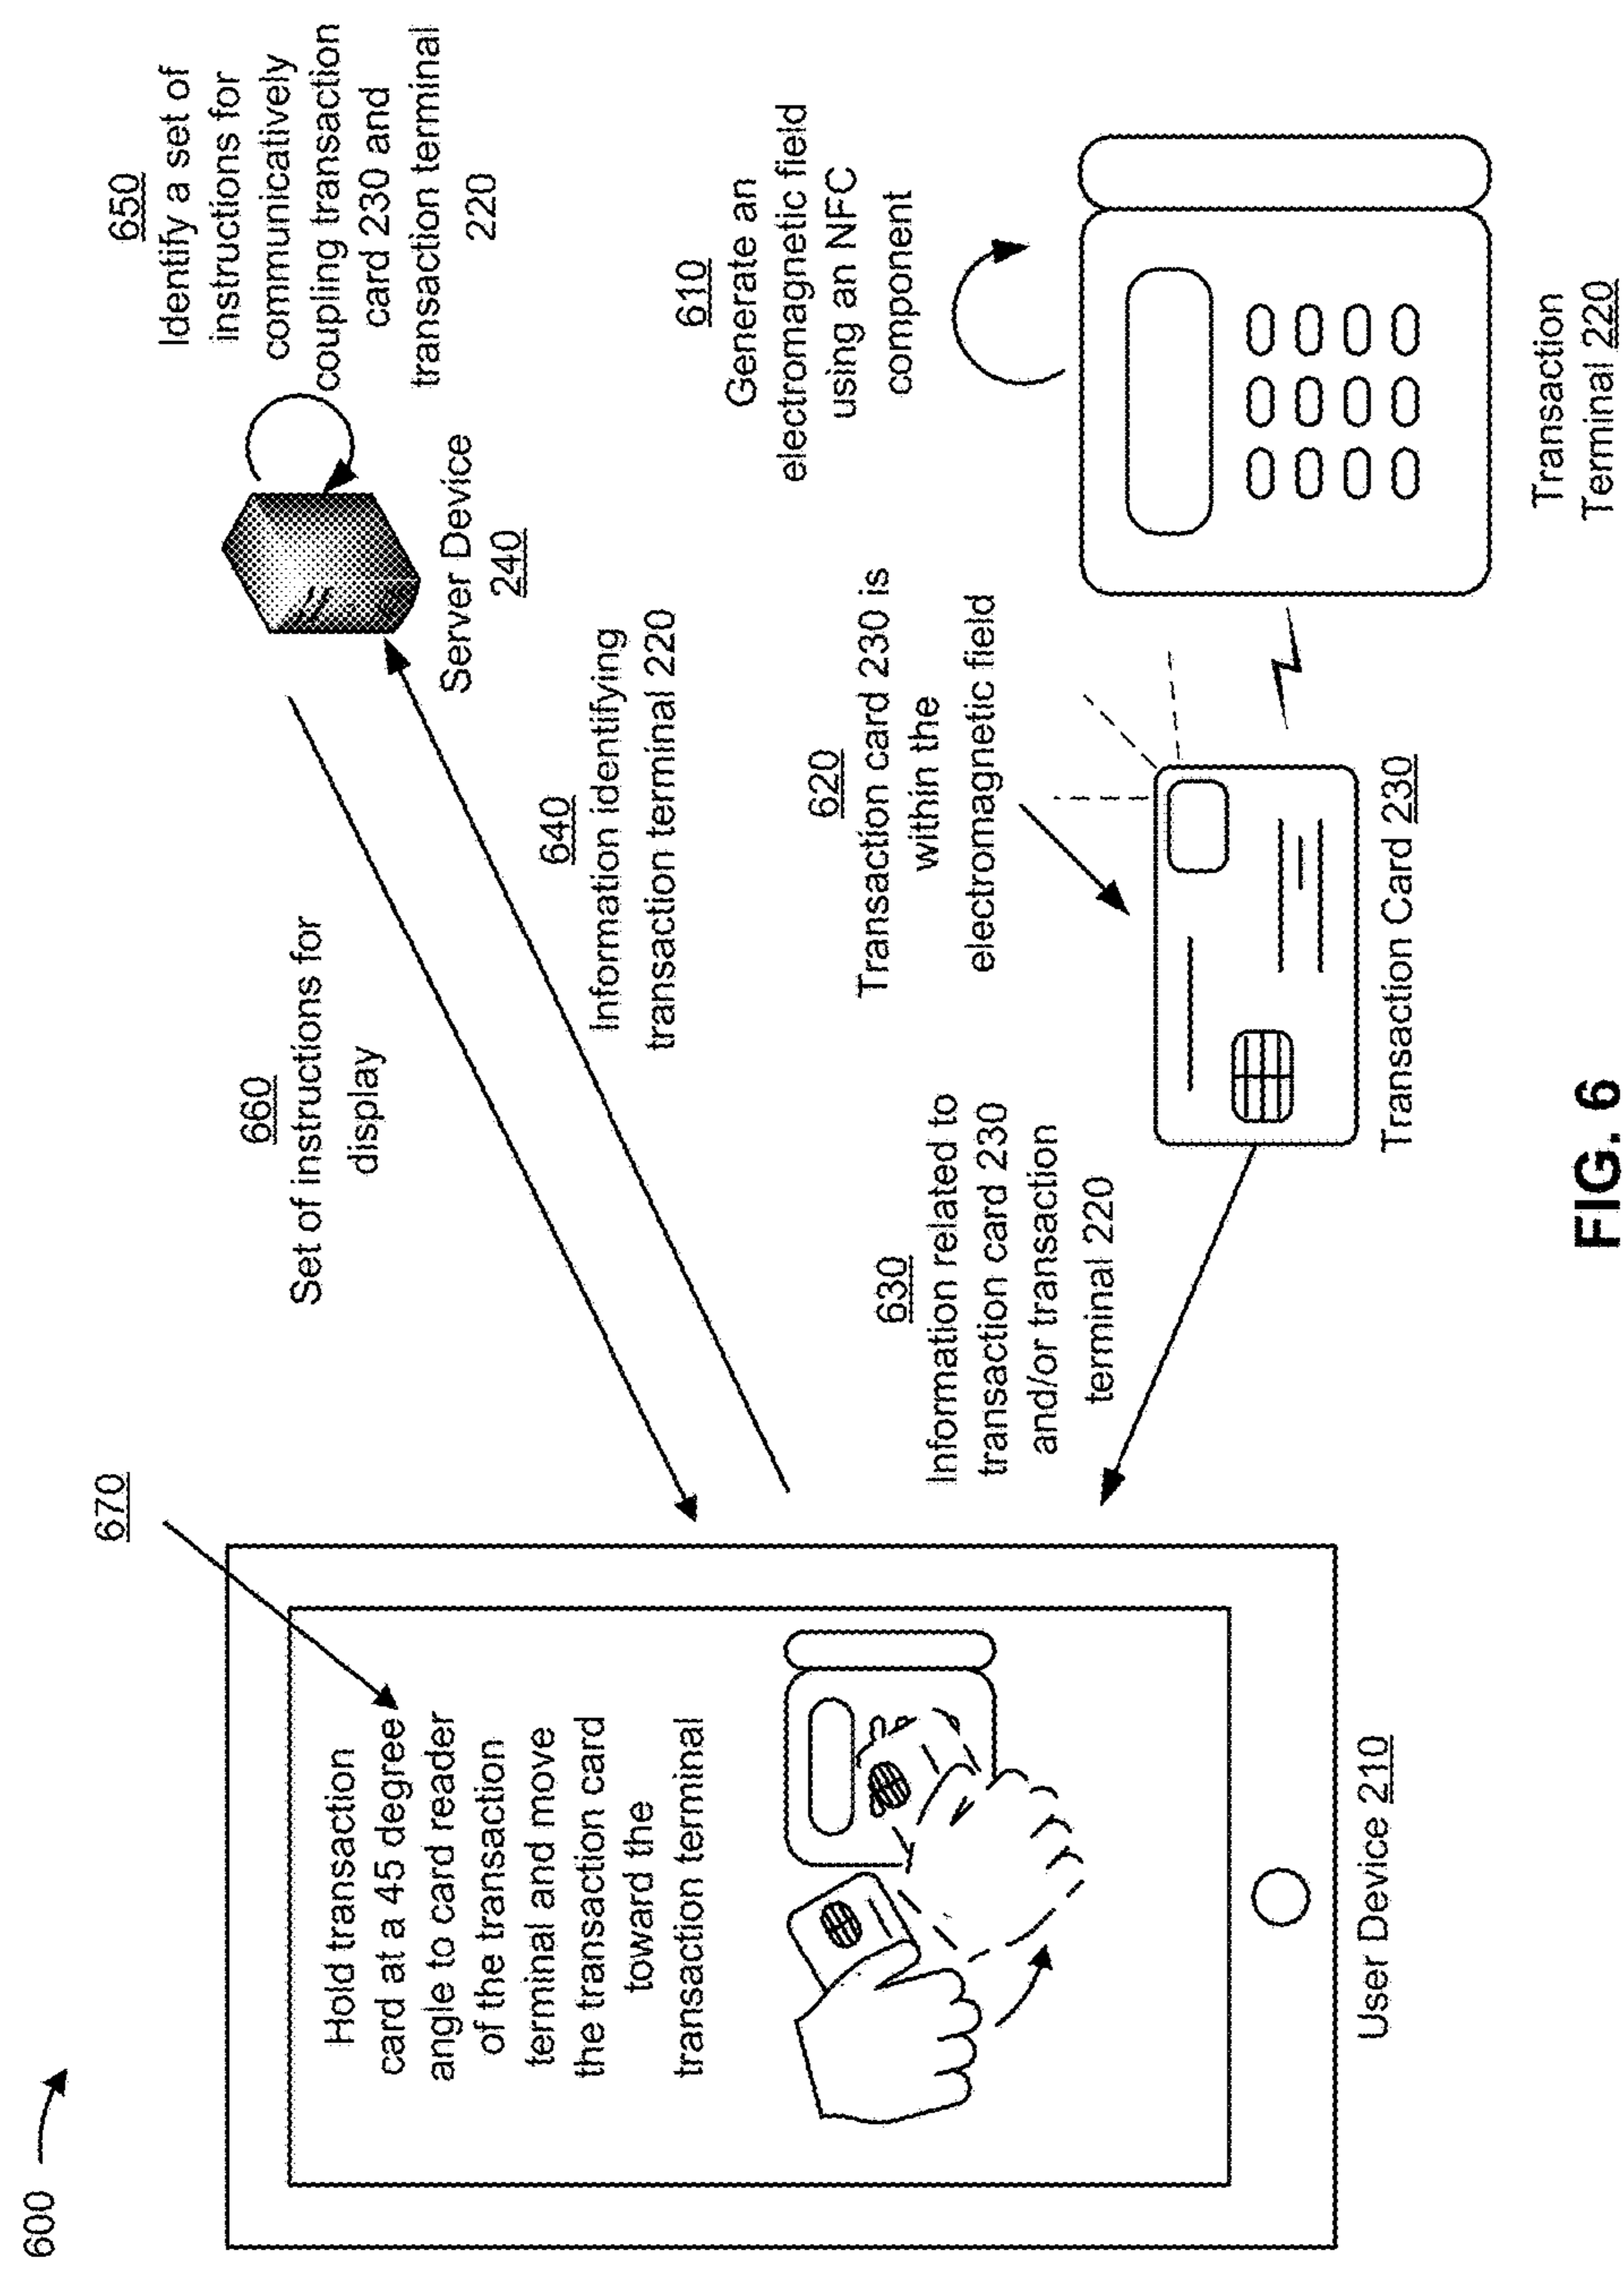 600
670
Hold transaction
card at a 45 degree
angle to card reader
of the transaction
terminal and move
the transaction card
toward the
transaction terminal
User Device 210
660
Set of instructions for
display
640
Information identifying
transaction terminal 220
Server Device
240
650
Identify a set of
instructions for
communicatively
coupling transaction
card 230 and
transaction terminal
220
630
Information related to
transaction card 230
and/or transaction
terminal 220
620
Transaction card 230 is
within the
electromagnetic field
Transaction Card 230
610
Generate an
electromagnetic field
using an NFC
component
Transaction
Terminal 220
FIG. 6